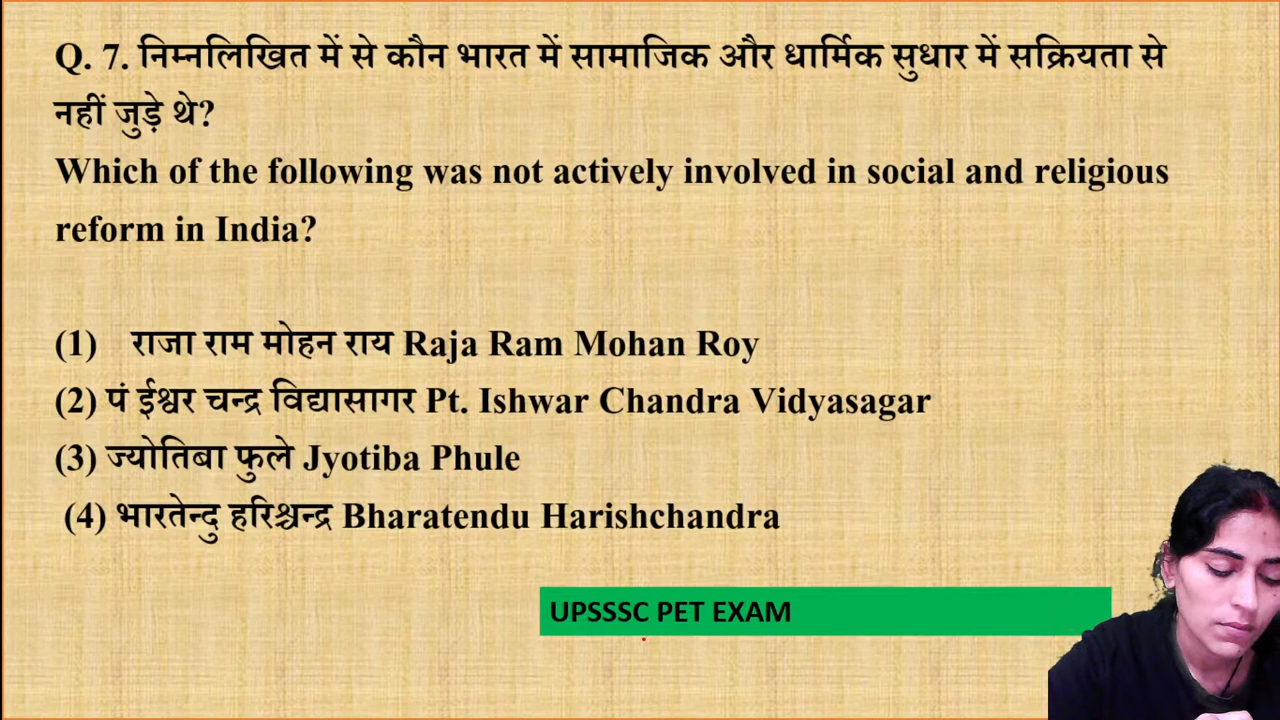 Q. 7. निम्नलिखित में से कौन भारत में सामाजिक और धार्मिक सुधार में सक्रियता से
नहीं जुड़े थे?
Which of the following was not actively involved in social and religious
reform in India?
(1) राजा राम मोहन राय Raja Ram Mohan Roy
(2) पं ईश्वर चन्द्र विद्यासागर Pt. Ishwar Chandra Vidyasagar
(3) ज्योतिबा फुले Jyotiba Phule
(4) भारतेन्दु हरिश्चन्द्र Bharatendu Harishchandra
UPSSSC PET EXAM